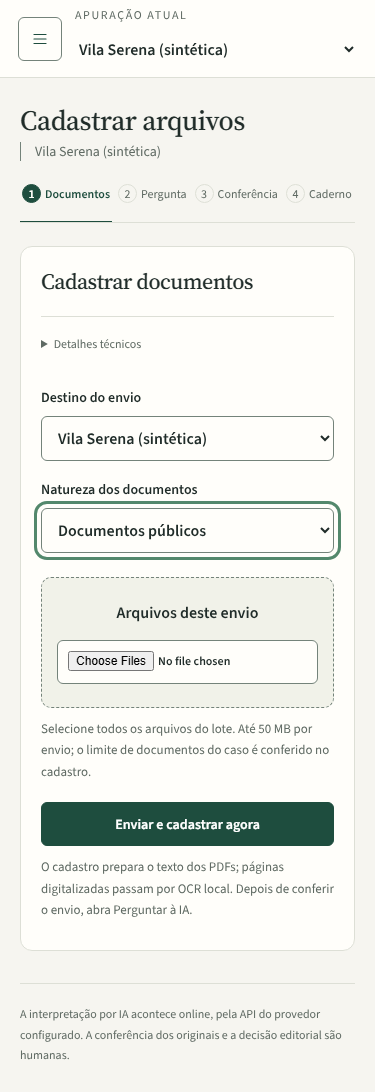 APURAÇÃO ATUAL
Vila Serena (sintética)
Cadastrar arquivos
Vila Serena (sintética)
1 Documentos 2 Pergunta 3 Conferência 4 Caderno
Cadastrar documentos
Detalhes técnicos
Destino do envio
Vila Serena (sintética)
Natureza dos documentos
Documentos públicos
Arquivos deste envio
Choose Files No file chosen
Selecione todos os arquivos do lote. Até 50 MB por
envio; o limite de documentos do caso é conferido no
cadastro.
Enviar e cadastrar agora
O cadastro prepara o texto dos PDFs; páginas
digitalizadas passam por OCR local. Depois de conferir
o envio, abra Perguntar à IA.
A interpretação por IA acontece online, pela API do provedor
configurado. A conferência dos originais e a decisão editorial são
humanas.